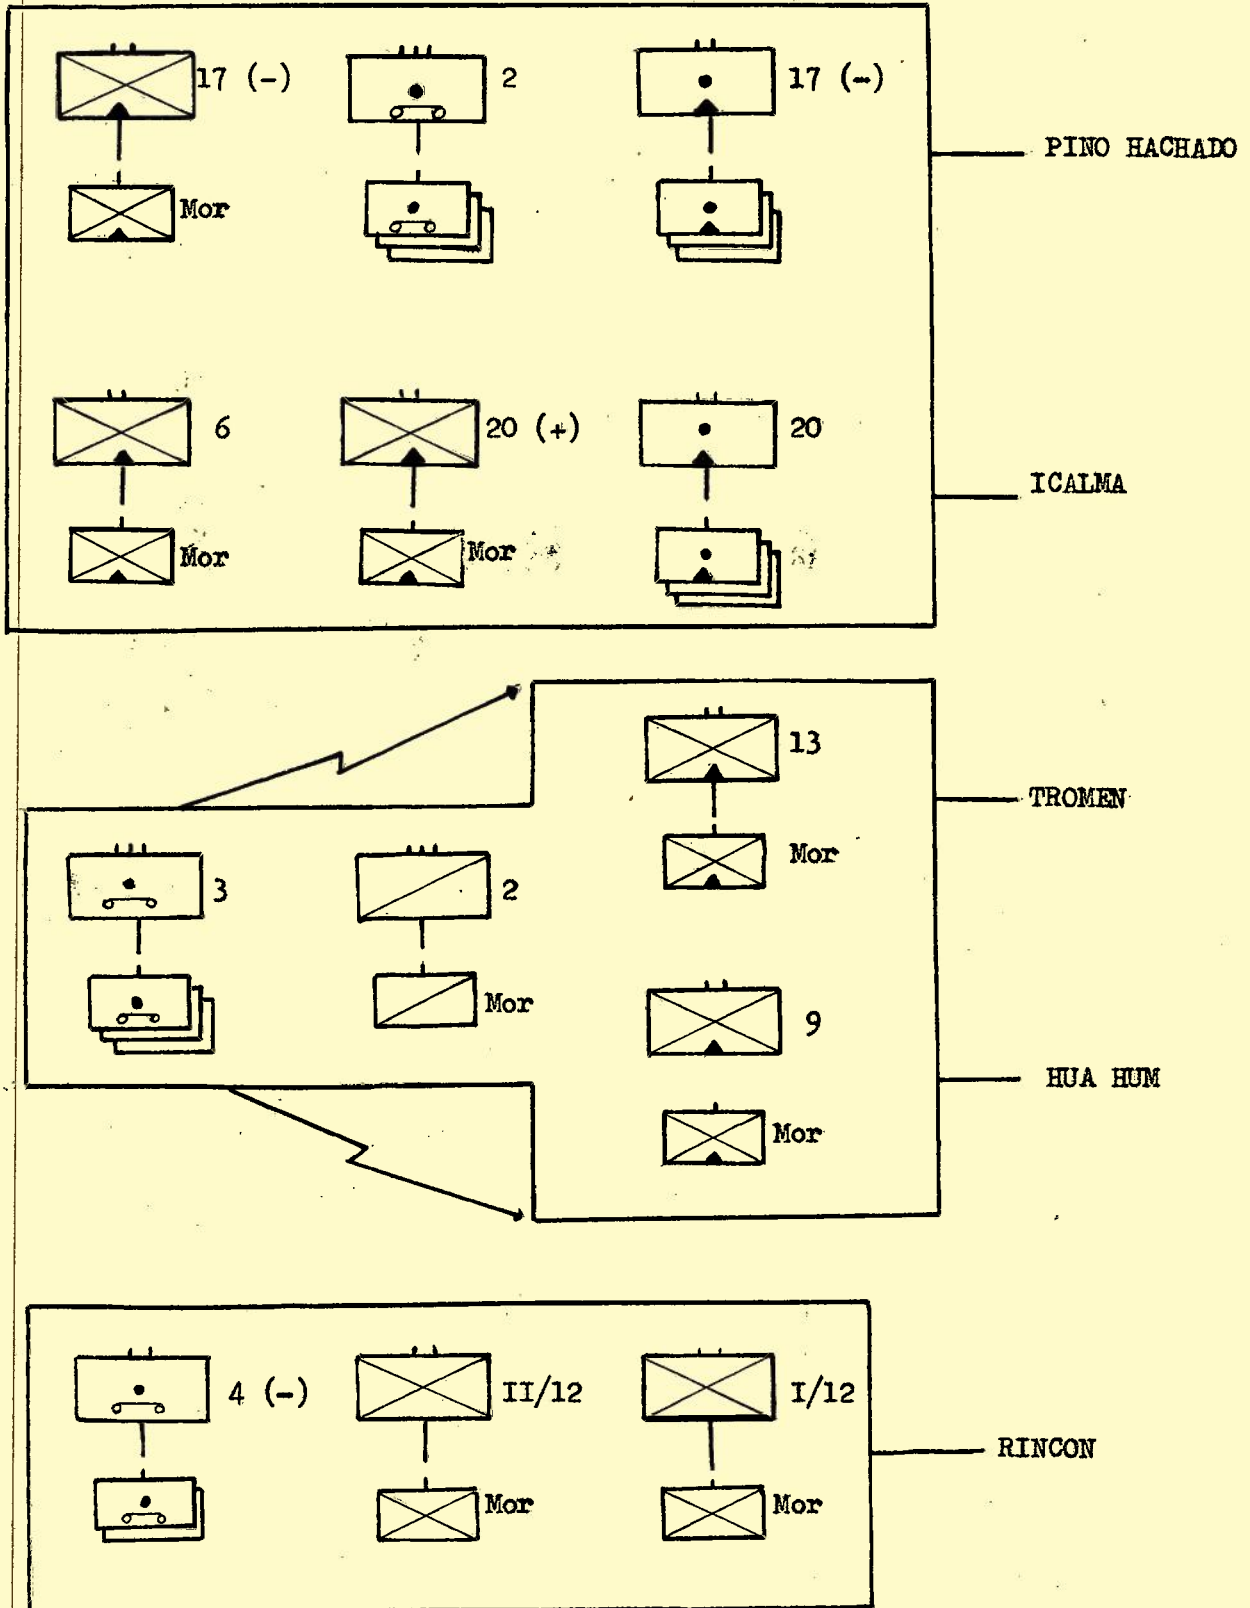 17 (-)
2
17 (-)
PINO HACHADO
Mor
6
20 (+)
20
ICALMA
Mor
Mor
13
TROMEN
Mor
3
2
Mor
9
HUA HUM
Mor
4 (-)
II/12
I/12
RINCON
Mor
Mor